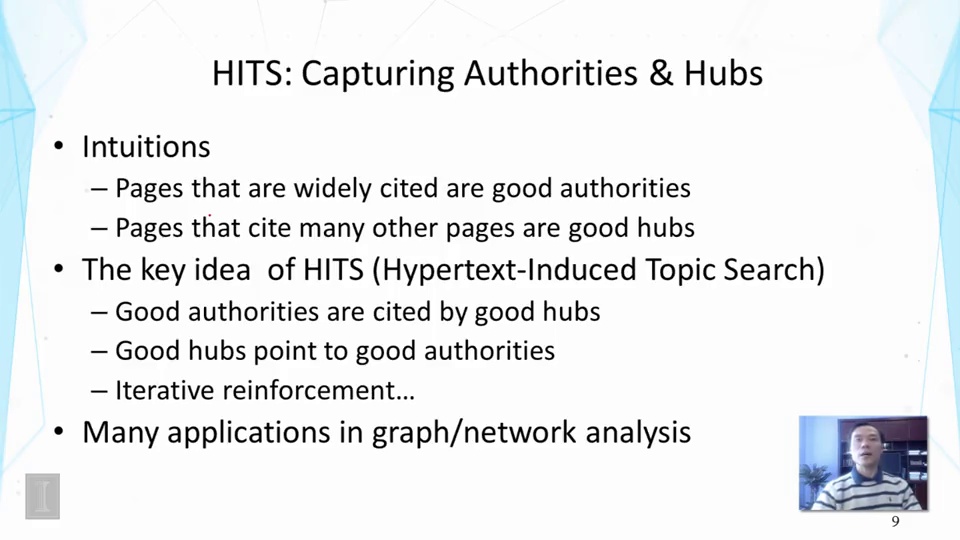 HITS: Capturing Authorities & Hubs
• Intuitions
– Pages that are widely cited are good authorities
– Pages that cite many other pages are good hubs
• The key idea of HITS (Hypertext-Induced Topic Search)
– Good authorities are cited by good hubs
– Good hubs point to good authorities
– Iterative reinforcement…
• Many applications in graph/network analysis
I
9